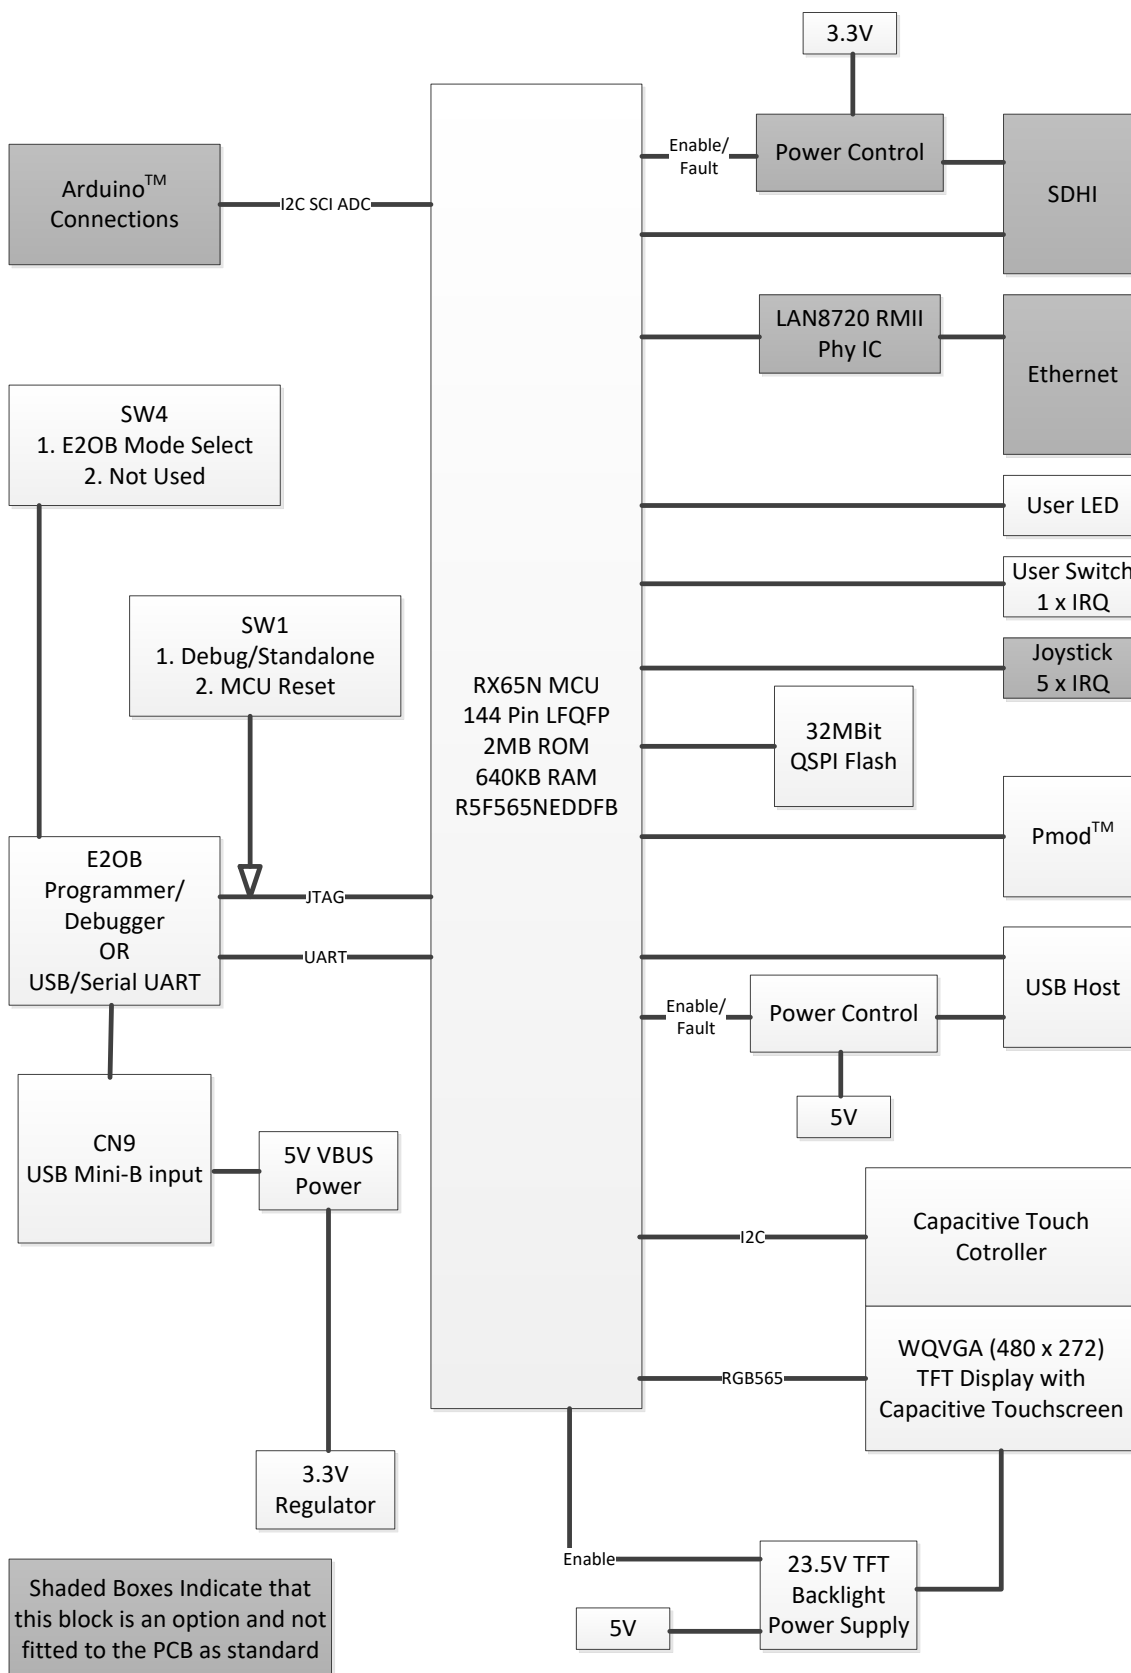 3.3V
Enable/
Fault
Power Control
SDHI
Arduino™
Connections
I2C SCI ADC
LAN8720 RMII
Phy IC
Ethernet
SW4
1. E2OB Mode Select
2. Not Used
User LED
User Switch
1 x IRQ
SW1
1. Debug/Standalone
2. MCU Reset
Joystick
5 x IRQ
RX65N MCU
144 Pin LFQFP
2MB ROM
640KB RAM
R5F565NEDDFB
32MBit
QSPI Flash
Pmod™
E2OB
Programmer/
Debugger
OR
USB/Serial UART
JTAG
UART
USB Host
Enable/
Fault
Power Control
5V
CN9
USB Mini-B input
5V VBUS
Power
I2C
Capacitive Touch
Cotroller
RGB565
WQVGA (480 x 272)
TFT Display with
Capacitive Touchscreen
3.3V
Regulator
Enable
23.5V TFT
Backlight
Power Supply
5V
Shaded Boxes Indicate that
this block is an option and not
fitted to the PCB as standard